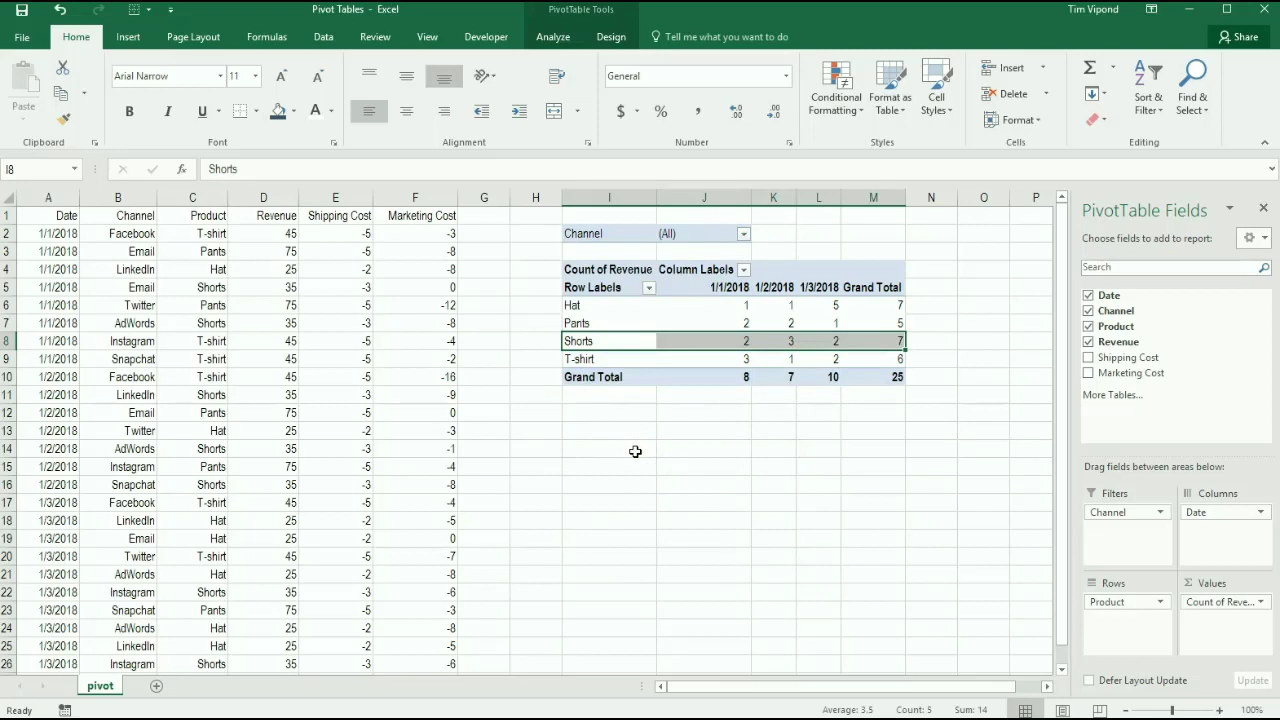 Pivot Tables - Excel
PivotTable Tools
Tim Vipond
File Home Insert Page Layout Formulas Data Review View Developer Analyze Design Tell me what you want to do Share
Paste
Arial Narrow 11 General
B I U A $ % ,
Conditional Formatting
Format as Table
Cell Styles
Insert
Delete
Format
Sort & Filter
Find & Select
Clipboard Font Alignment Number Styles Cells Editing
I8 fx Shorts
A B C D E F G H I J K L M N O P
1 Date Channel Product Revenue Shipping Cost Marketing Cost
2 1/1/2018 Facebook T-shirt 45 -5 -3 Channel (All)
3 1/1/2018 Email Pants 75 -5 -8
4 1/1/2018 LinkedIn Hat 25 -2 -8 Count of Revenue Column Labels
5 1/1/2018 Email Shorts 35 -3 0 Row Labels 1/1/2018 1/2/2018 1/3/2018 Grand Total
6 1/1/2018 Twitter Pants 75 -5 -12 Hat 1 1 5 7
7 1/1/2018 AdWords Shorts 35 -3 -8 Pants 2 2 1 5
8 1/1/2018 Instagram T-shirt 45 -5 -4 Shorts 2 3 2 7
9 1/1/2018 Snapchat T-shirt 45 -5 -2 T-shirt 3 1 2 6
10 1/2/2018 Facebook T-shirt 45 -5 -16 Grand Total 8 7 10 25
11 1/2/2018 LinkedIn Shorts 35 -3 -9
12 1/2/2018 Email Pants 75 -5 0
13 1/2/2018 Twitter Hat 25 -2 -3
14 1/2/2018 AdWords Shorts 35 -3 -1
15 1/2/2018 Instagram Pants 75 -5 -4
16 1/2/2018 Snapchat Shorts 35 -3 -8
17 1/3/2018 Facebook T-shirt 45 -5 -4
18 1/3/2018 LinkedIn Hat 25 -2 -5
19 1/3/2018 Email Hat 25 -2 0
20 1/3/2018 Twitter T-shirt 45 -5 -7
21 1/3/2018 AdWords Hat 25 -2 -8
22 1/3/2018 Instagram Shorts 35 -3 -6
23 1/3/2018 Snapchat Pants 75 -5 -3
24 1/3/2018 AdWords Hat 25 -2 -8
25 1/3/2018 LinkedIn Hat 25 -2 -5
26 1/3/2018 Instagram Shorts 35 -3 -6
PivotTable Fields
Choose fields to add to report:
Search
Date
Channel
Product
Revenue
Shipping Cost
Marketing Cost
More Tables...
Drag fields between areas below:
Filters Columns
Channel Date
Rows Σ Values
Product Count of Reve...
Defer Layout Update Update
pivot
Ready Average: 3.5 Count: 5 Sum: 14 100%